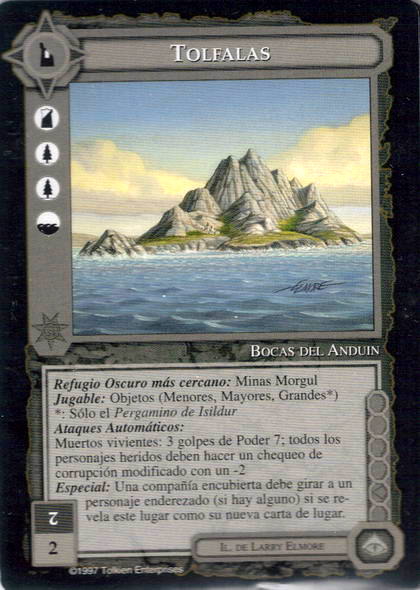 TOLFALAS
ELMORE
BOCAS DEL ANDUIN
Refugio Oscuro más cercano: Minas Morgul
Jugable: Objetos (Menores, Mayores, Grandes*)
*: Sólo el Pergamino de Isildur
Ataques Automáticos:
Muertos vivientes: 3 golpes de Poder 7; todos los
personajes heridos deben hacer un chequeo de
corrupción modificado con un -2
Especial: Una compañía encubierta debe girar a un
personaje enderezado (si hay alguno) si se re-
vela este lugar como su nueva carta de lugar.
2
2
IL. DE LARRY ELMORE
©1997 Tolkien Enterprises